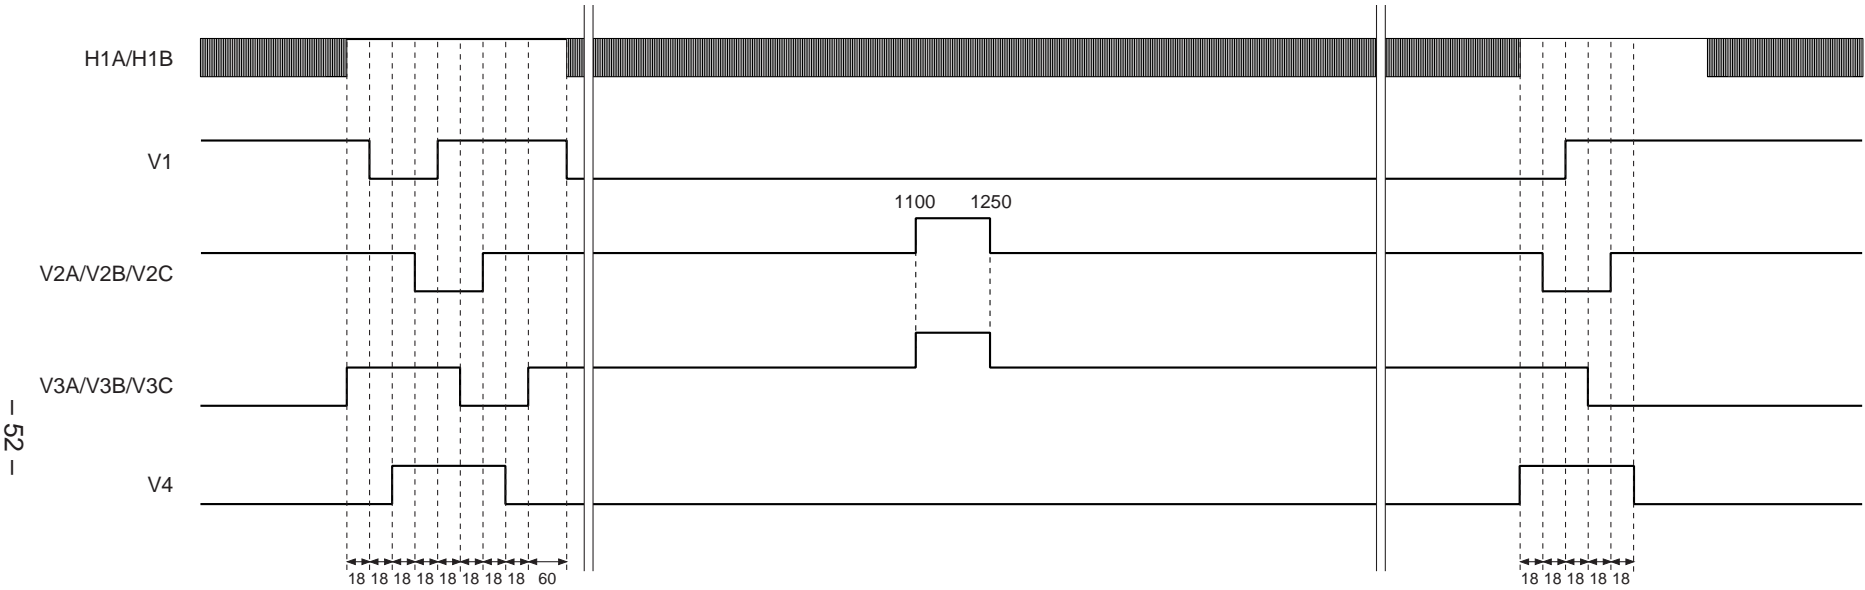 H1A/H1B
V1
1100 1250
V2A/V2B/V2C
V3A/V3B/V3C
V4
18 18 18 18 18 18 18 18 60 18 18 18 18 18
– 52 –